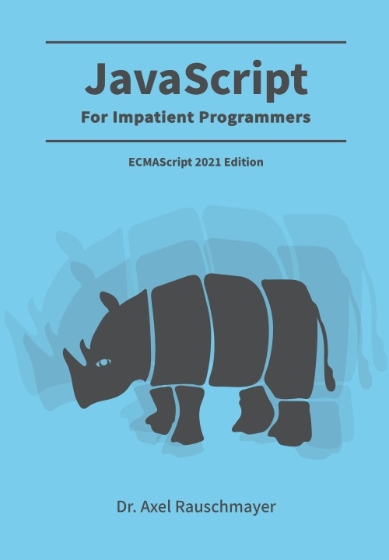 JavaScript
For Impatient Programmers
ECMAScript 2021 Edition
Dr. Axel Rauschmayer